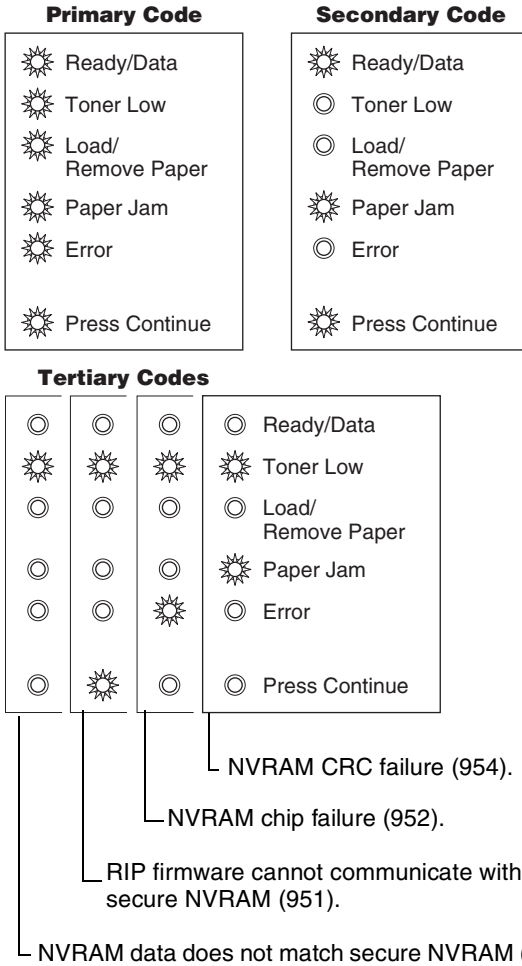 Primary Code
Secondary Code
Ready/Data
Toner Low
Load/
Remove Paper
Paper Jam
Error
Press Continue
Ready/Data
Toner Low
Load/
Remove Paper
Paper Jam
Error
Press Continue
Tertiary Codes
Ready/Data
Toner Low
Load/
Remove Paper
Paper Jam
Error
Press Continue
NVRAM CRC failure (954).
NVRAM chip failure (952).
RIP firmware cannot communicate with
secure NVRAM (951).
NVRAM data does not match secure NVRAM (